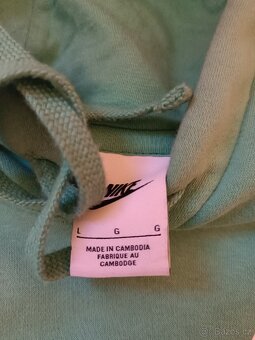 NIKE
L G G
MADE IN CAMBODIA
FABRIQUE AU
CAMBODGE